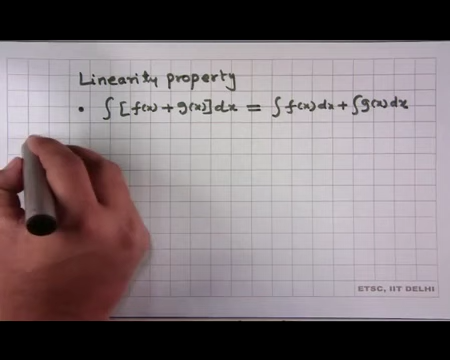 Linearity property
• ∫ [f(x) + g(x)] dx = ∫ f(x) dx + ∫ g(x) dx
ETSC, IIT DELHI